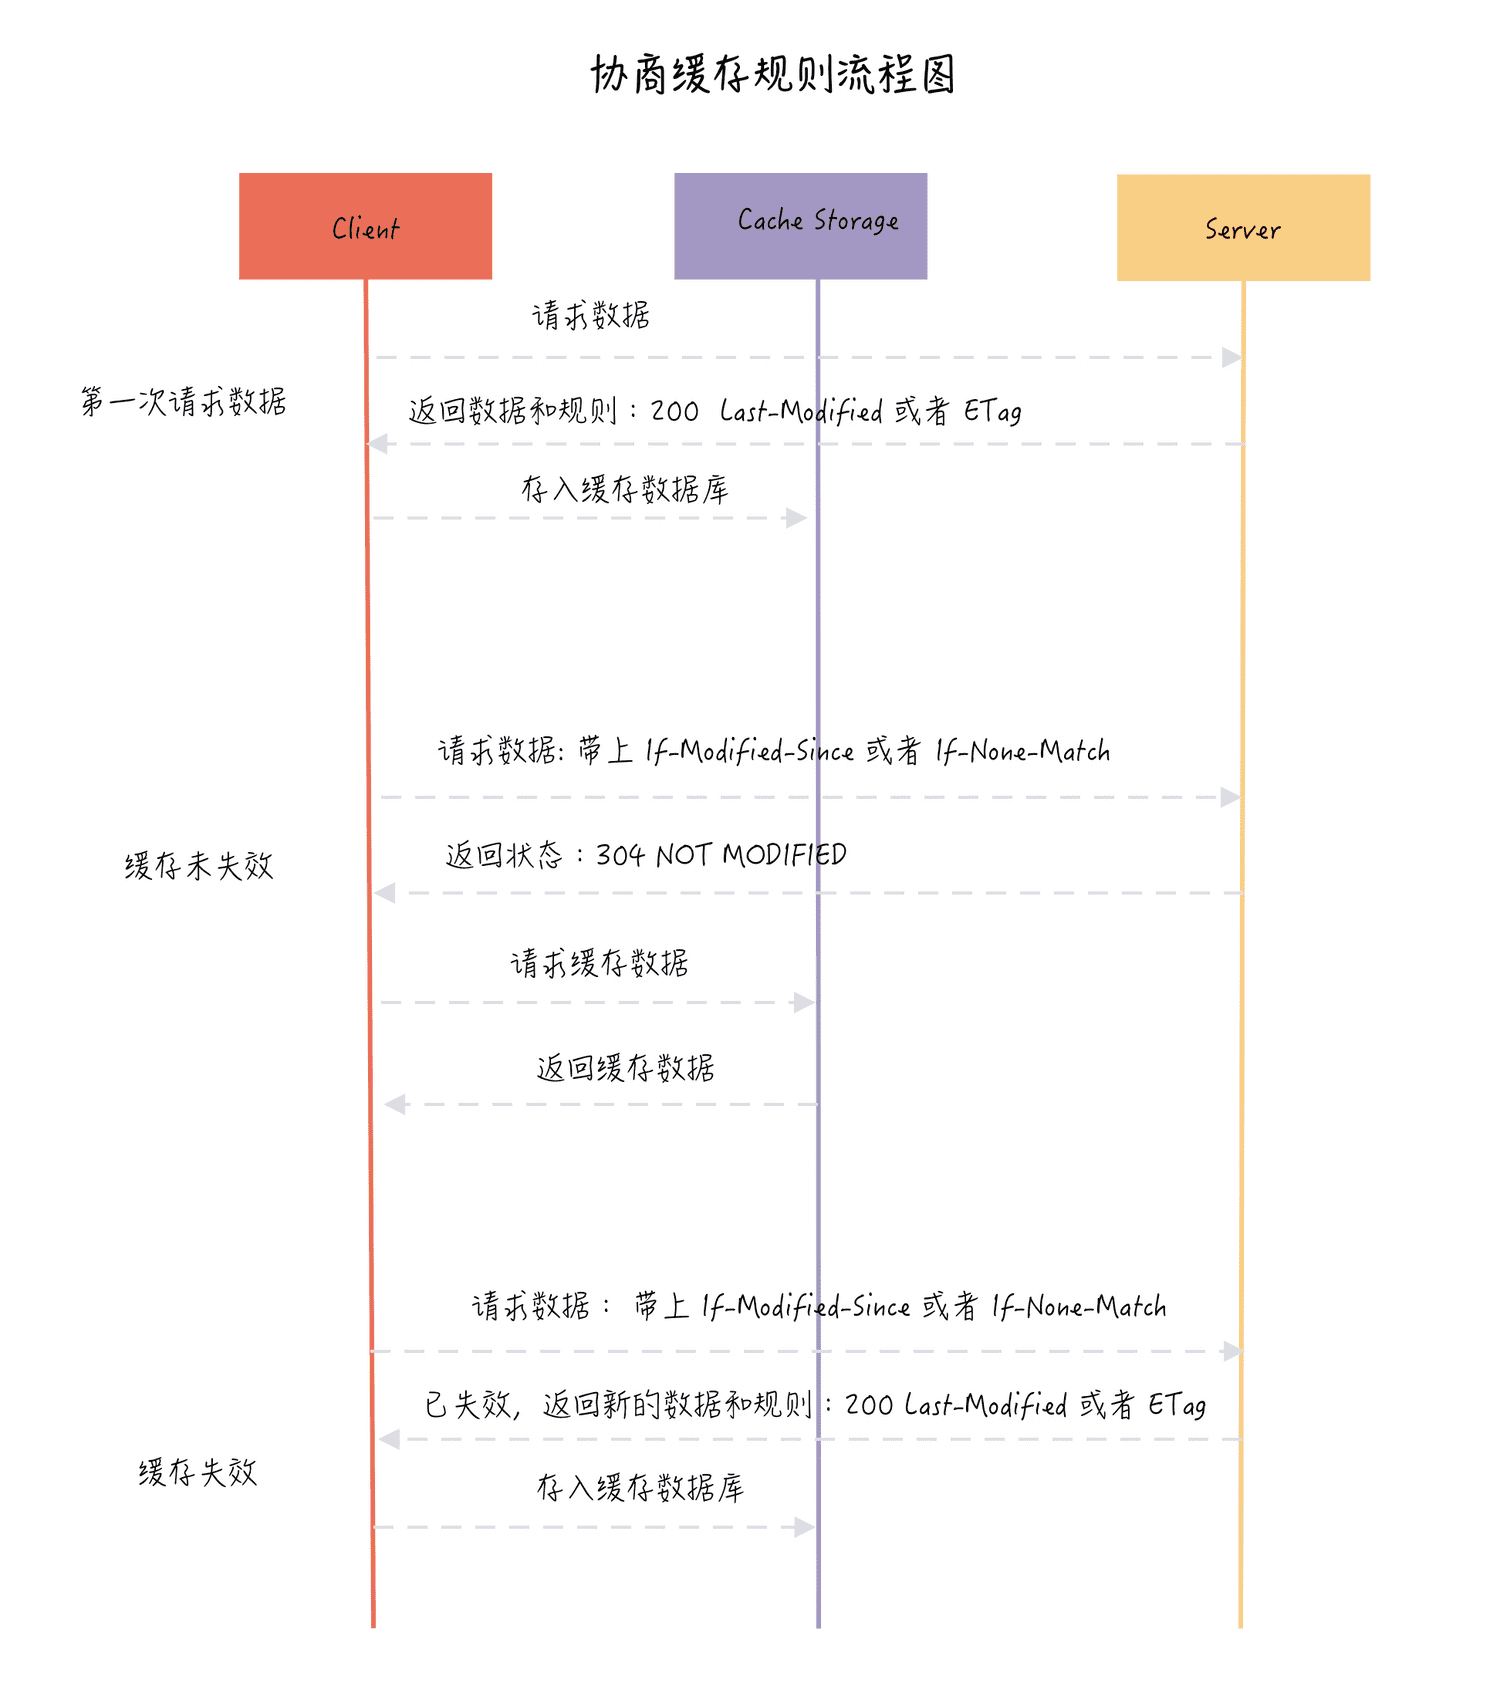 协商缓存规则流程图
Client
Cache Storage
Server
请求数据
第一次请求数据
返回数据和规则：200 Last-Modified 或者 ETag
存入缓存数据库
请求数据: 带上 If-Modified-Since 或者 If-None-Match
缓存未失效
返回状态：304 NOT MODIFIED
请求缓存数据
返回缓存数据
请求数据： 带上 If-Modified-Since 或者 If-None-Match
已失效，返回新的数据和规则：200 Last-Modified 或者 ETag
缓存失效
存入缓存数据库